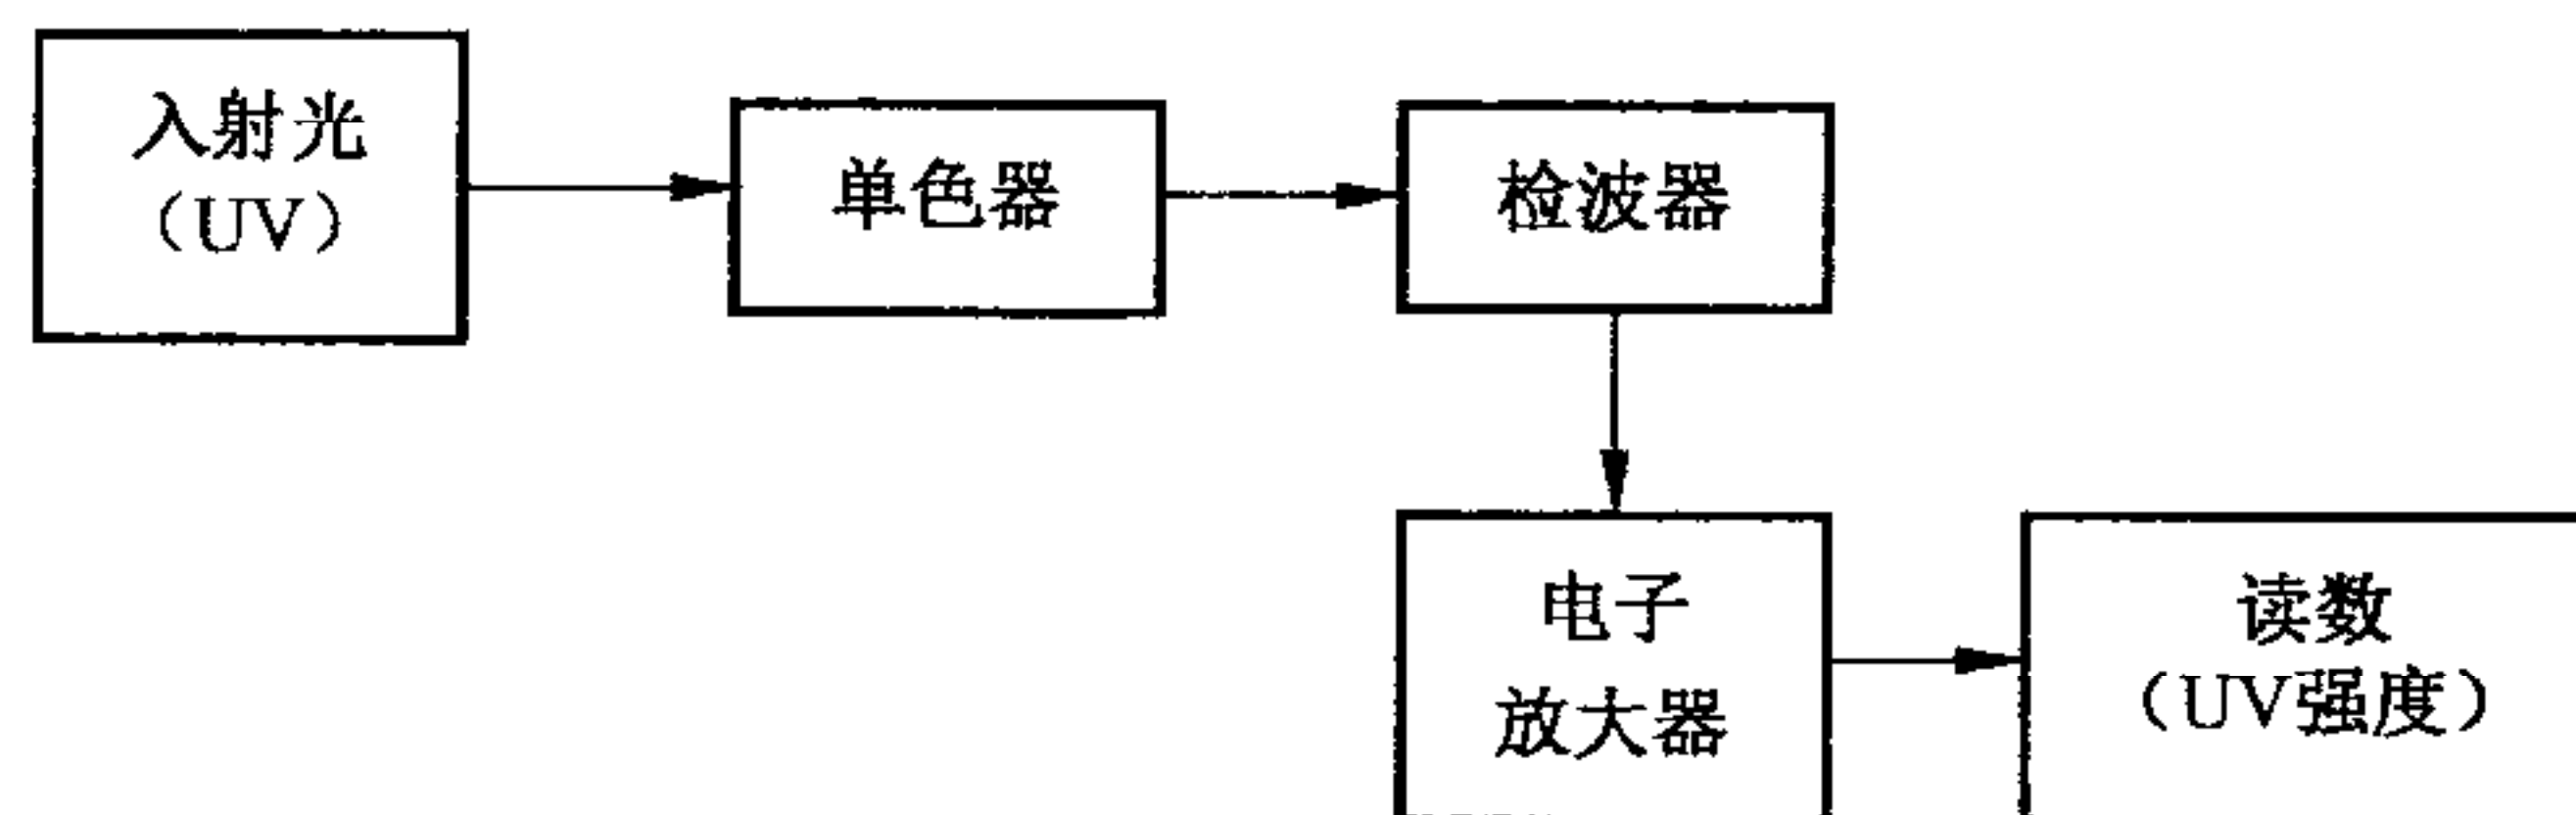 入射光
（UV）
单色器
检波器
电子
放大器
读数
（UV强度）